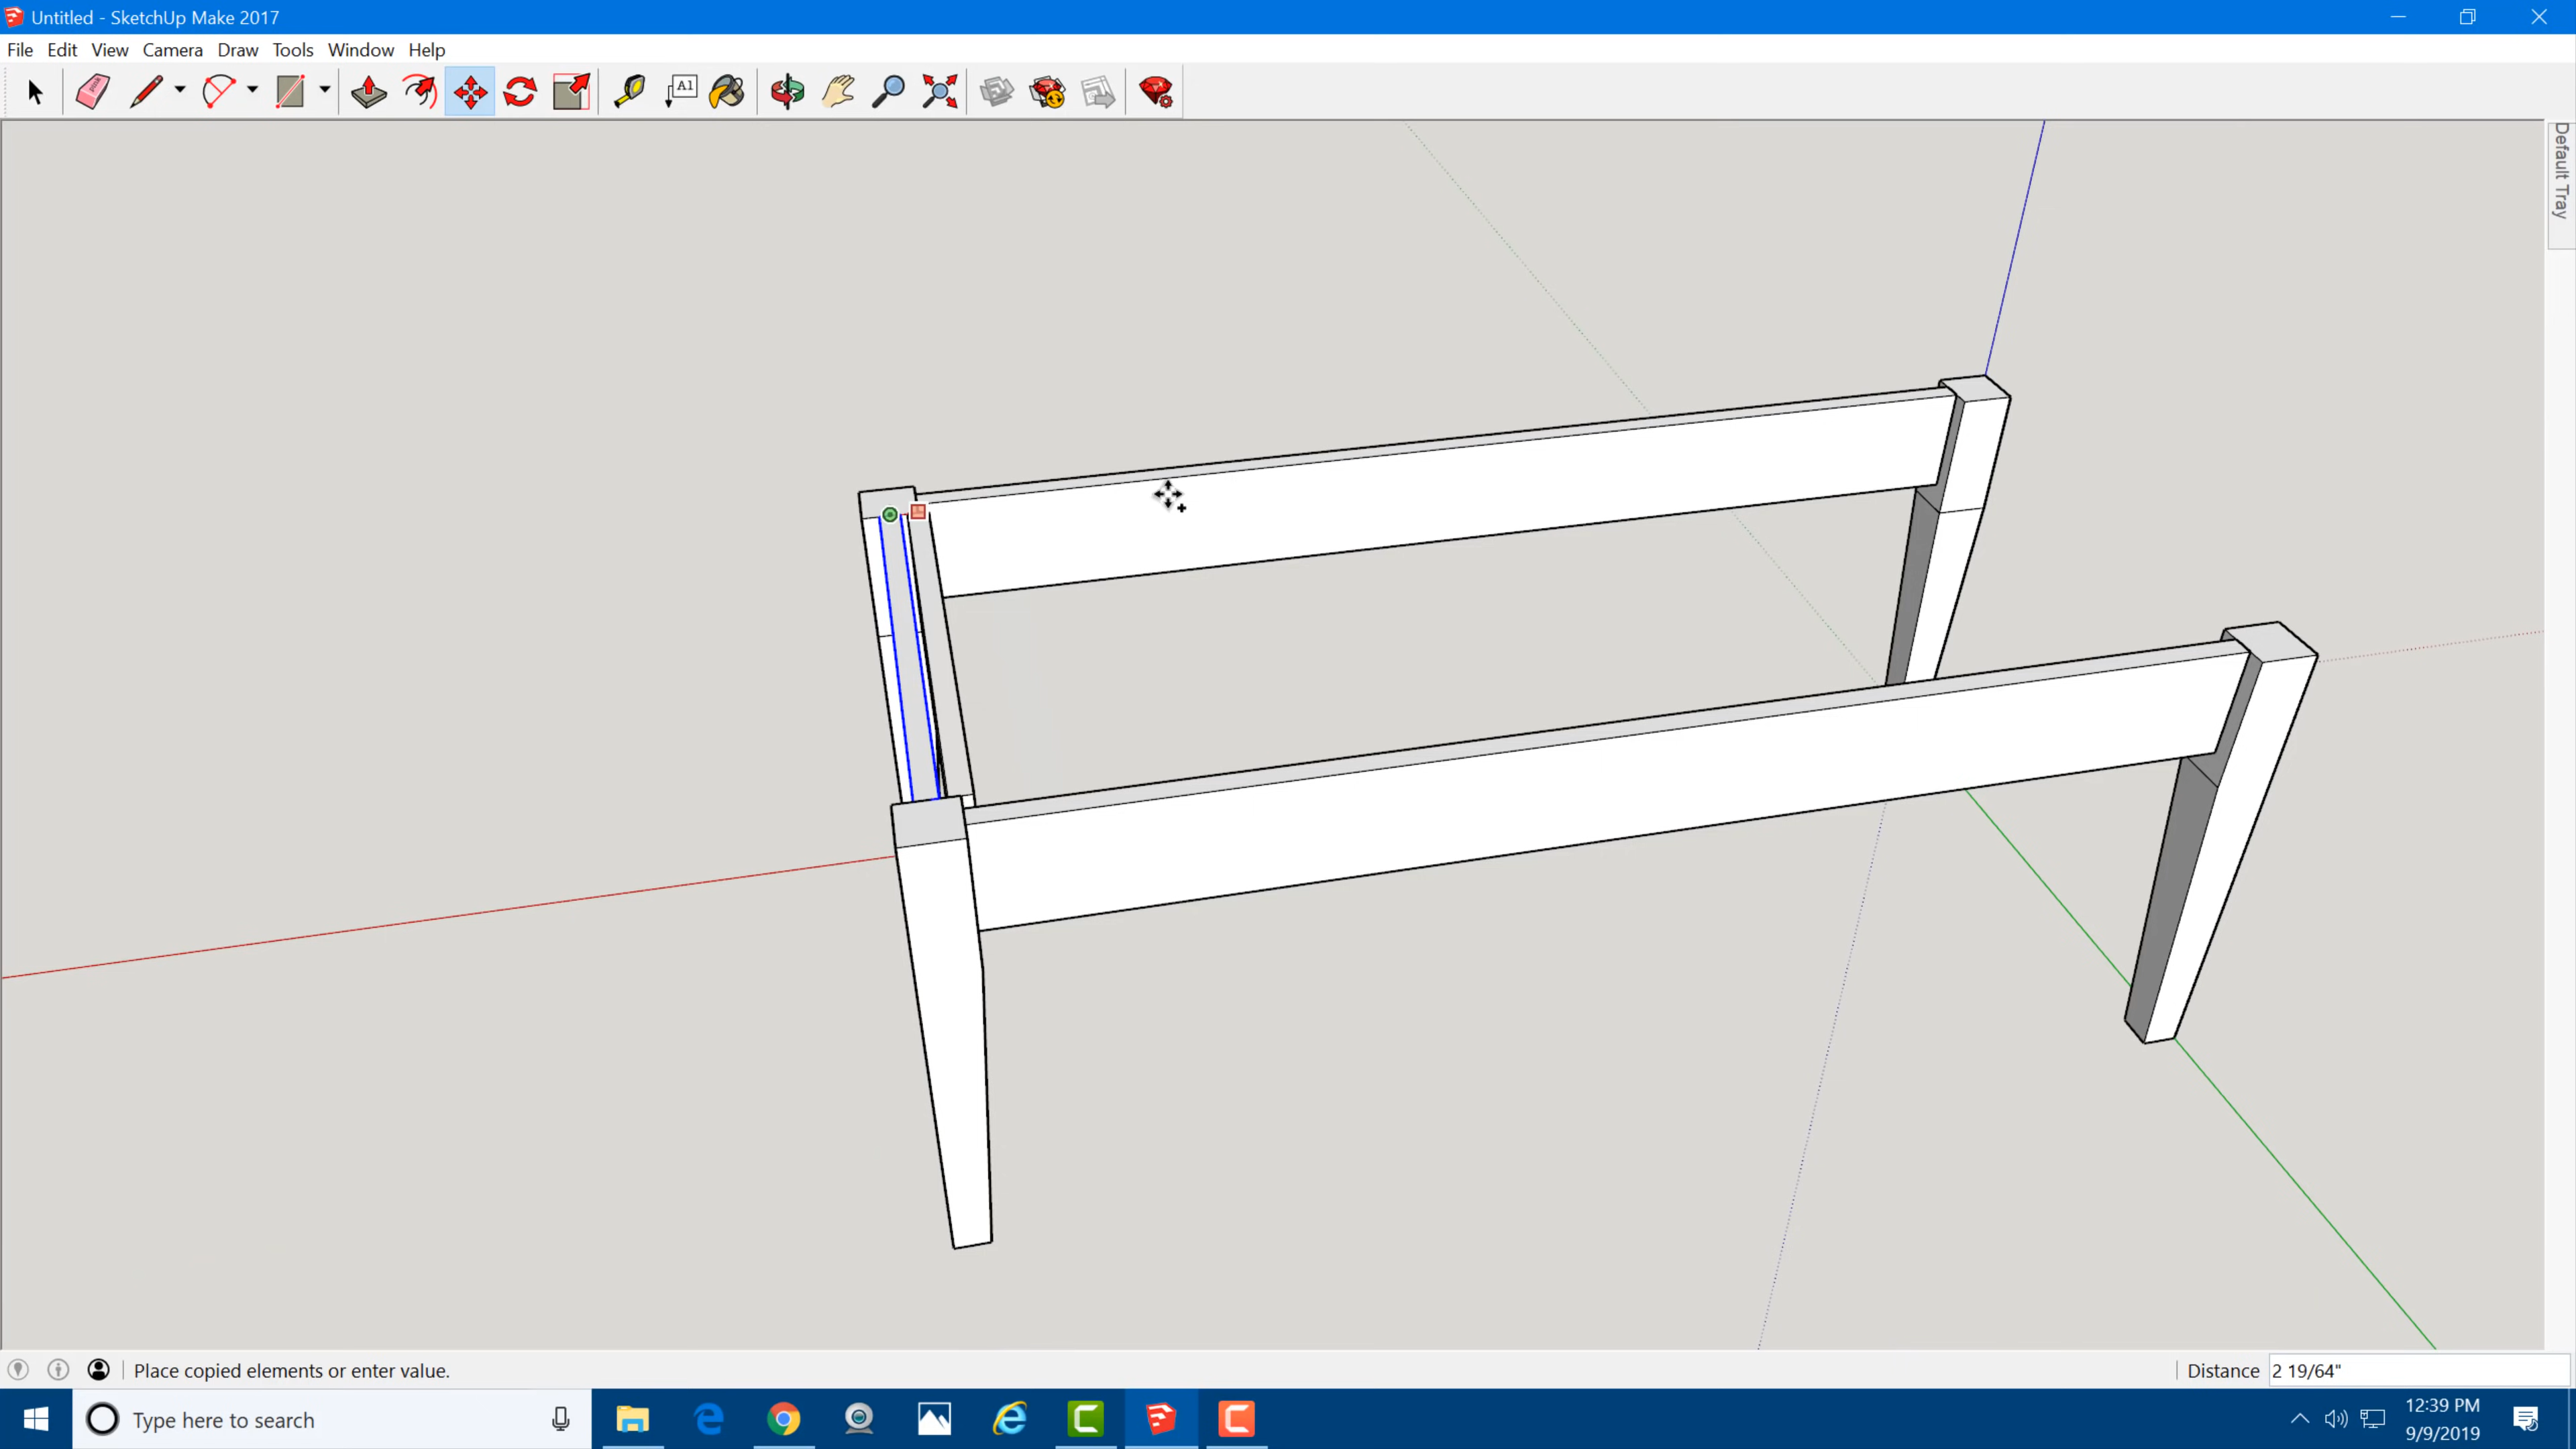 Untitled - SketchUp Make 2017
File Edit View Camera Draw Tools Window Help
A1
Default Tray
Place copied elements or enter value.
Distance 2 19/64"
Type here to search
12:39 PM
9/9/2019